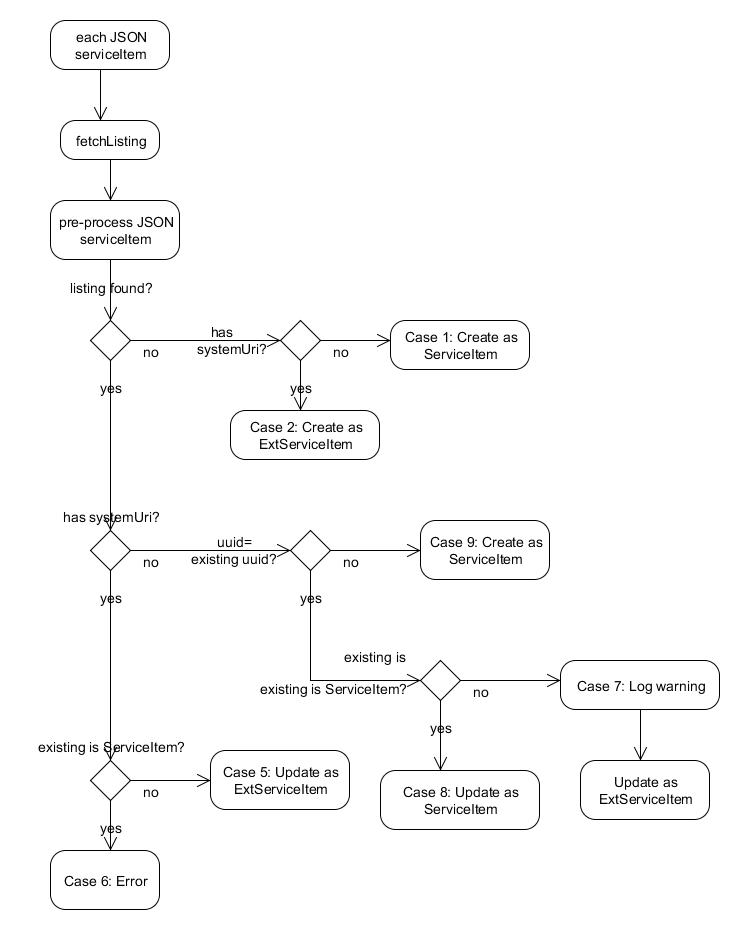 each JSON
serviceItem
fetchListing
pre-process JSON
serviceItem
listing found?
no
has
systemUri?
no
Case 1: Create as
ServiceItem
yes
yes
Case 2: Create as
ExtServiceItem
has systemUri?
no
uuid=
existing uuid?
no
Case 9: Create as
ServiceItem
yes
yes
existing is
existing is ServiceItem?
no
Case 7: Log warning
yes
existing is ServiceItem?
no
Case 5: Update as
ExtServiceItem
Case 8: Update as
ServiceItem
Update as
ExtServiceItem
yes
Case 6: Error